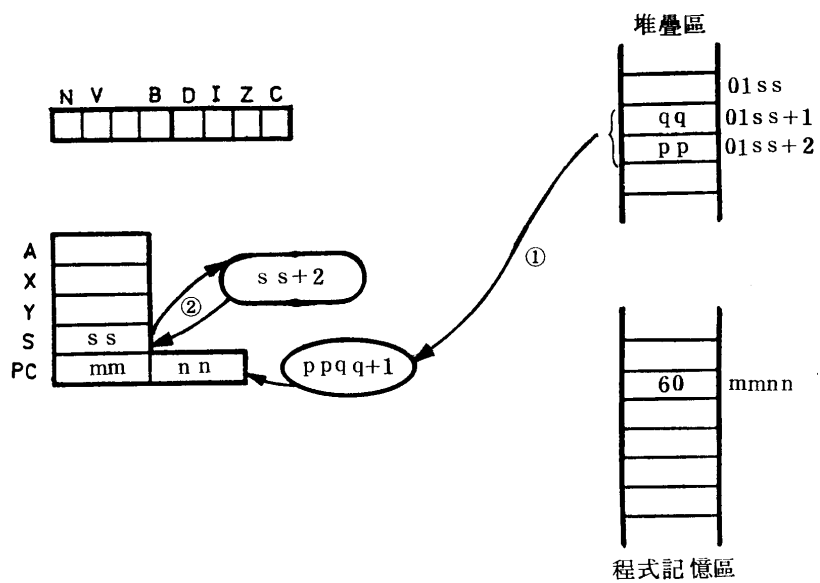 堆疊區
01ss
qq 01ss+1
pp 01ss+2
N V B D I Z C
①
A
X
Y
S ss
PC mm nn
②
ss+2
ppqq+1
60 mmnn
程式記憶區